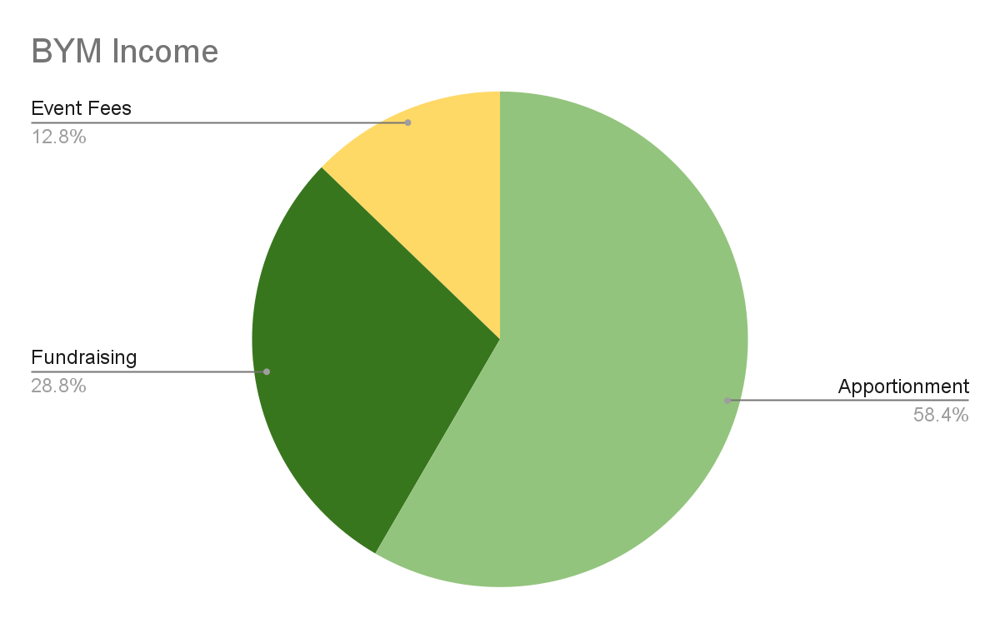 BYM Income
Event Fees
12.8%
Fundraising
28.8%
Apportionment
58.4%